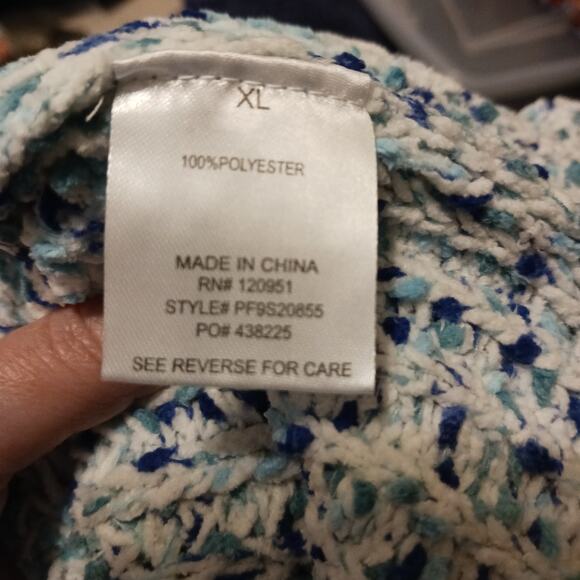 XL
100%POLYESTER
MADE IN CHINA
RN# 120951
STYLE# PF9S20855
PO# 438225
SEE REVERSE FOR CARE